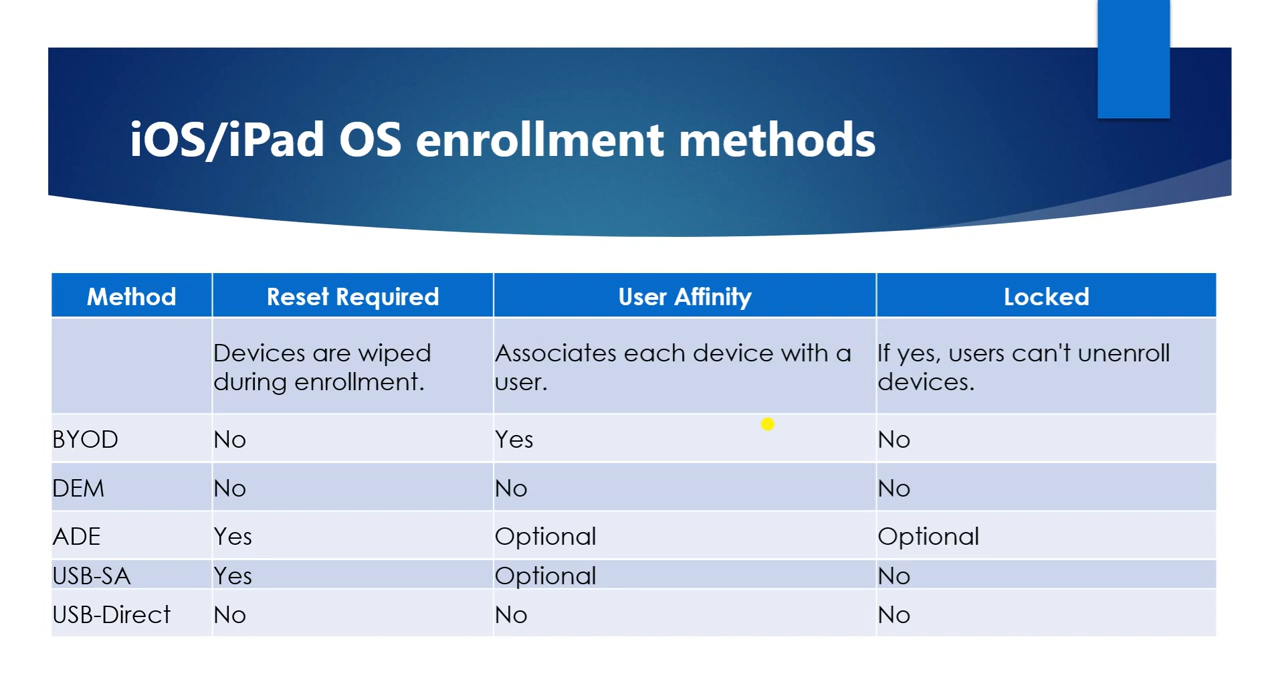 iOS/iPad OS enrollment methods
Method Reset Required User Affinity Locked
Devices are wiped during enrollment. Associates each device with a user. If yes, users can't unenroll devices.
BYOD No Yes No
DEM No No No
ADE Yes Optional Optional
USB-SA Yes Optional No
USB-Direct No No No